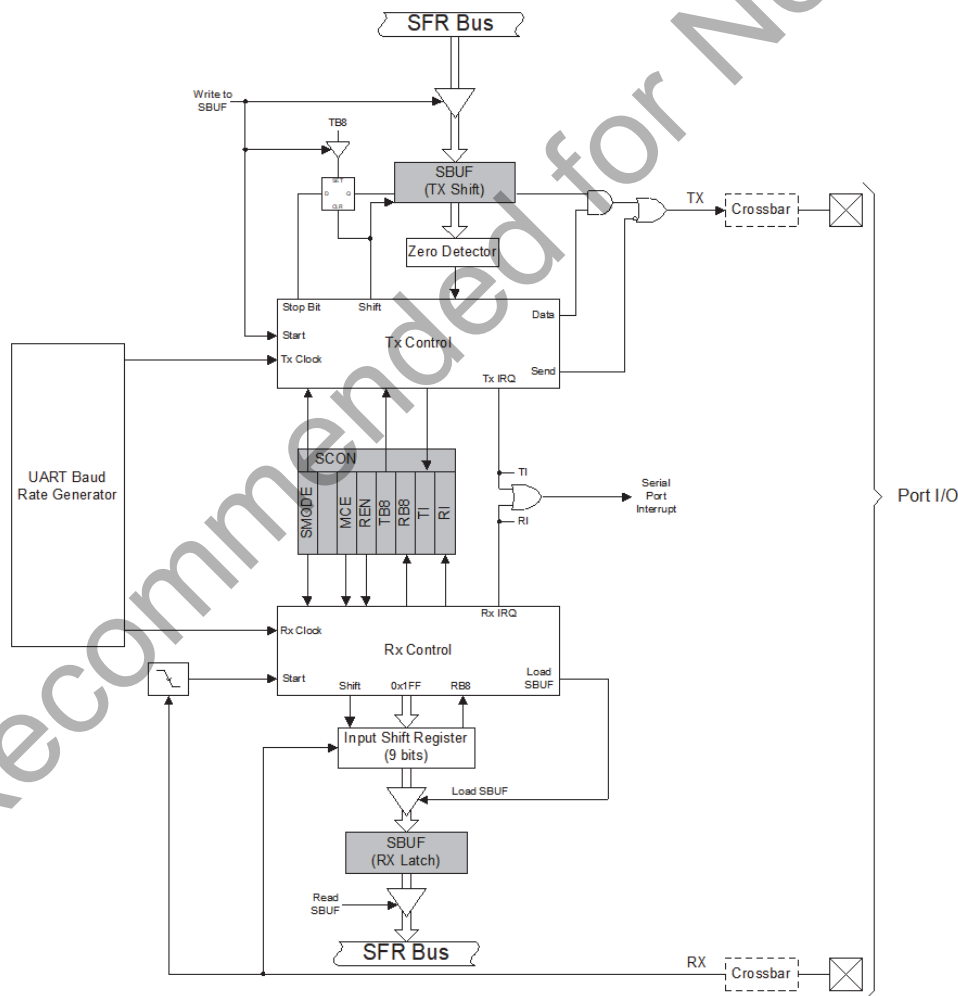 SFR Bus
Write to
SBUF
TB8
SET
D
Q
CLR
SBUF
(TX Shift)
TX
Crossbar
Zero Detector
Stop Bit
Shift
Data
Start
Tx Control
Tx Clock
Send
Tx IRQ
UART Baud
Rate Generator
SCON
SMODE
MCE
REN
TB8
RB8
TI
RI
TI
RI
Serial
Port
Interrupt
Port I/O
Rx IRQ
Rx Clock
Rx Control
Start
Load
SBUF
Shift
0x1FF
RB8
Input Shift Register
(9 bits)
Load SBUF
SBUF
(RX Latch)
Read
SBUF
SFR Bus
RX
Crossbar
Recommended for